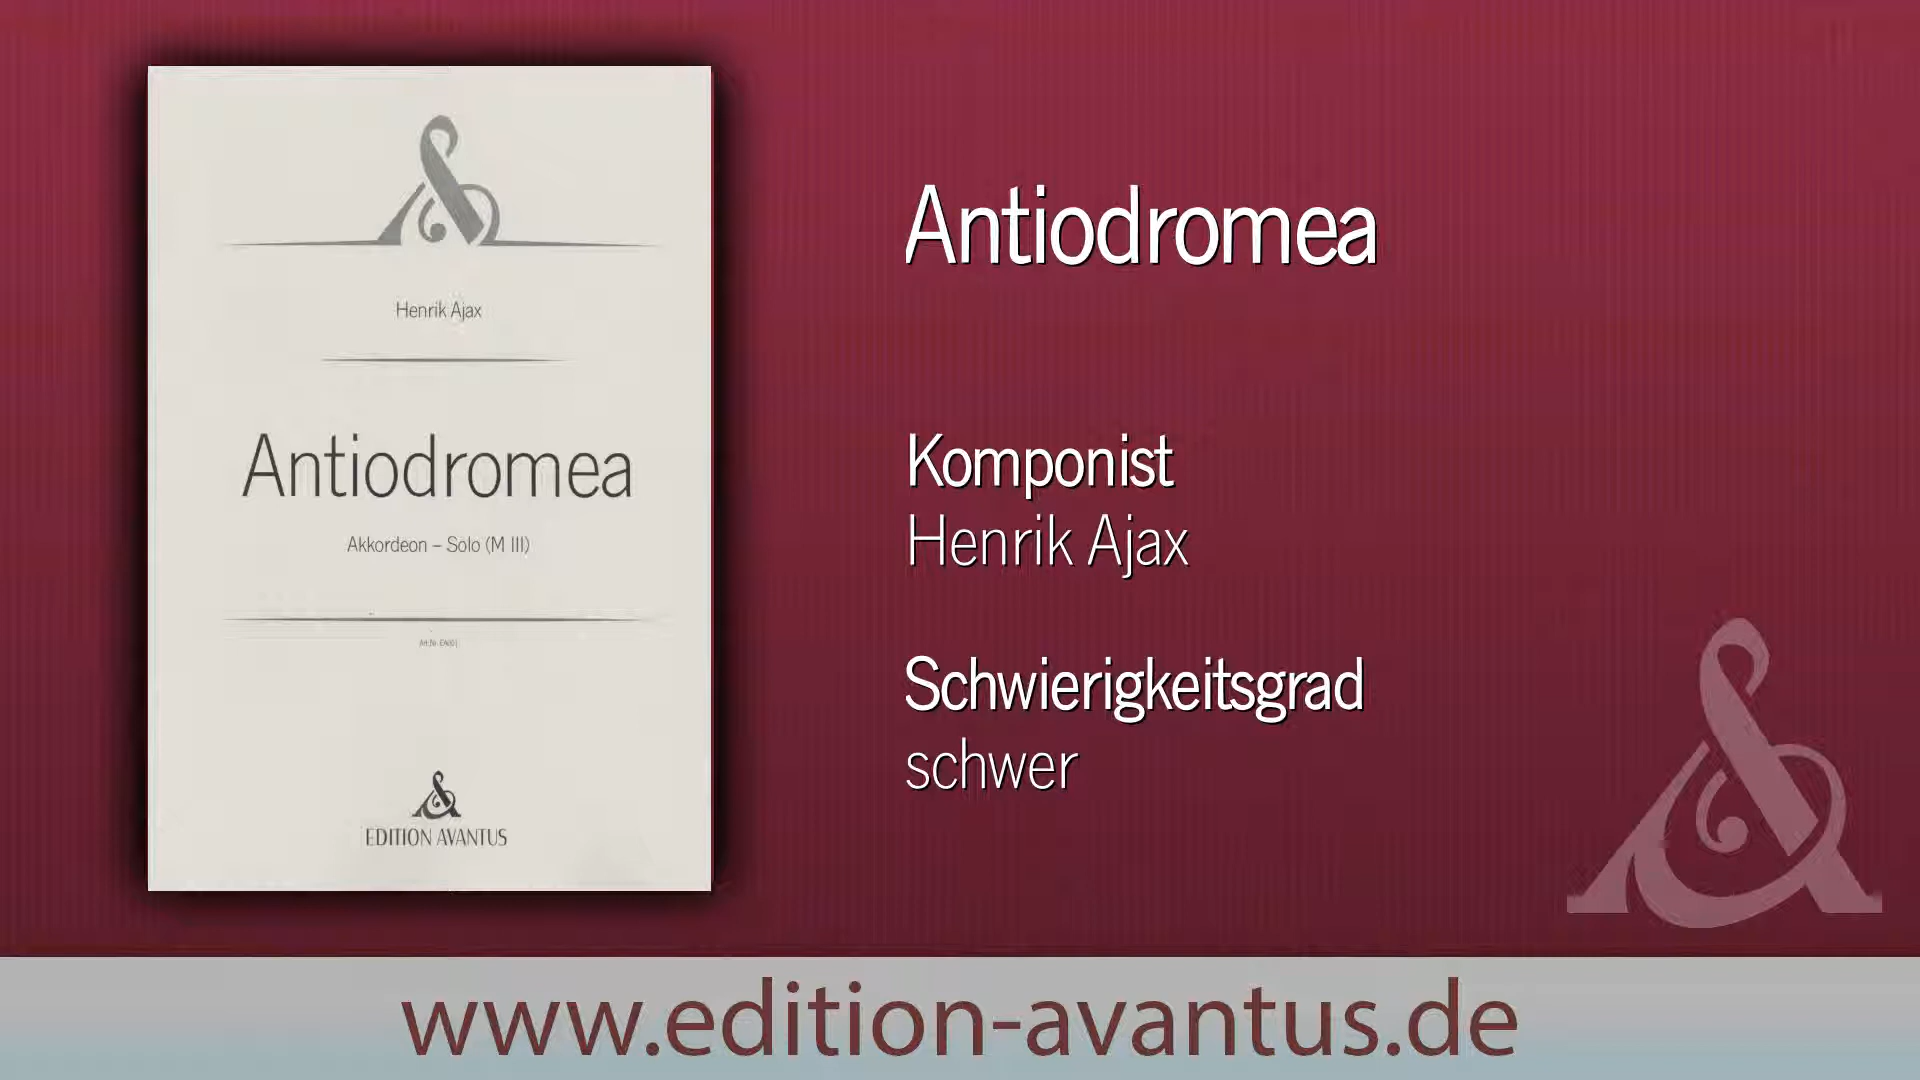 Henrik Ajax
Antiodromea
Akkordeon – Solo (M III)
EDITION AVANTUS
Antiodromea
Komponist
Henrik Ajax
Schwierigkeitsgrad
schwer
www.edition-avantus.de